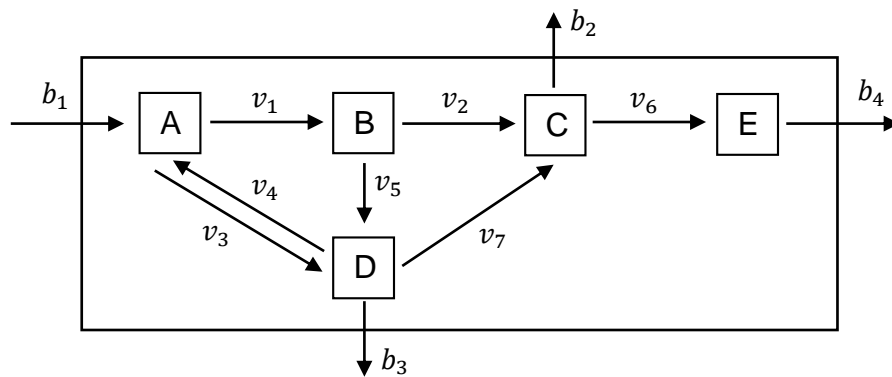 b₂
b₁
A
v₁
B
v₂
C
v₆
E
b₄
v₄
v₅
v₃
v₇
D
b₃